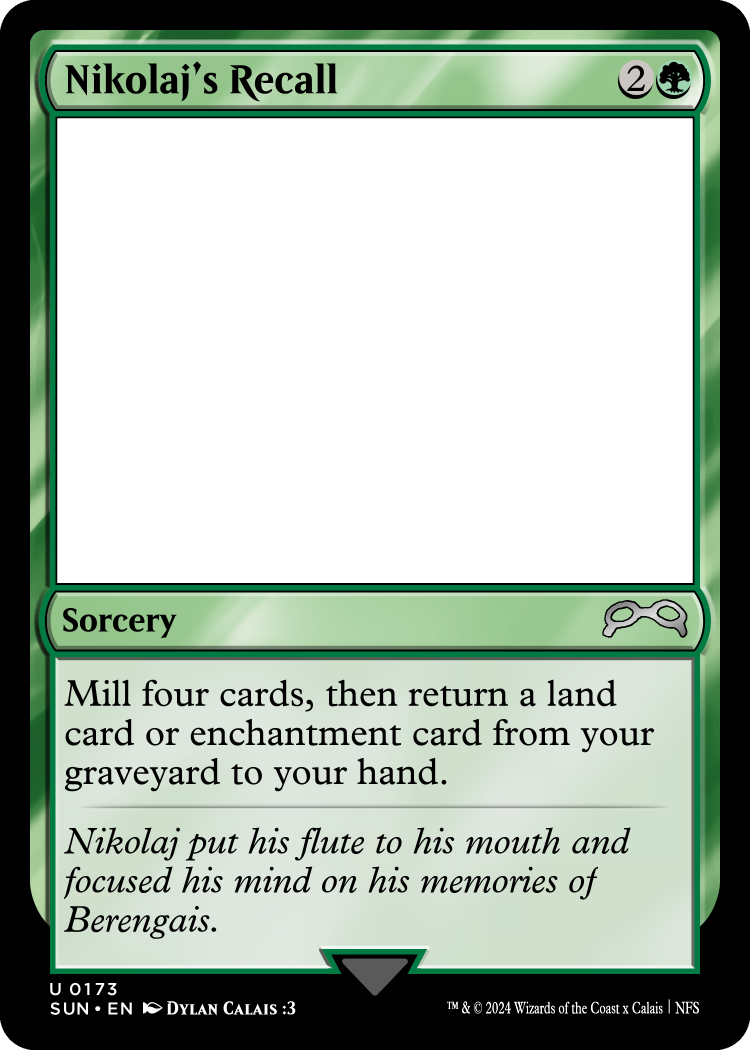 Nikolaj's Recall 2
Sorcery
Mill four cards, then return a land
card or enchantment card from your
graveyard to your hand.
Nikolaj put his flute to his mouth and
focused his mind on his memories of
Berengais.
U 0173
SUN • EN Dylan Calais :3
™ & © 2024 Wizards of the Coast x Calais | NFS